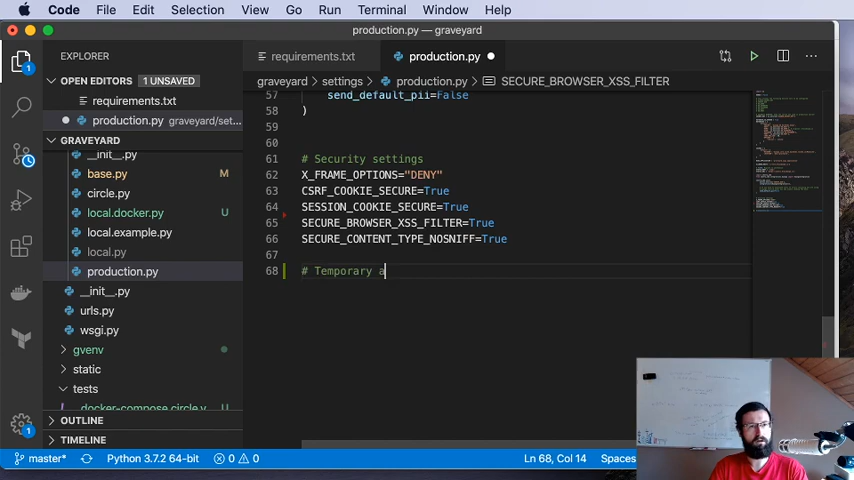 Code File Edit Selection View Go Run Terminal Window Help
production.py — graveyard
EXPLORER
requirements.txt
production.py
OPEN EDITORS 1 UNSAVED
graveyard > settings > production.py > SECURE_BROWSER_XSS_FILTER
requirements.txt
production.py graveyard/set...
GRAVEYARD
__init__.py
base.py M
circle.py
local.docker.py U
local.example.py
local.py
production.py
__init__.py
urls.py
wsgi.py
gvenv
static
tests
docker-compose.circle.y
OUTLINE
TIMELINE
57 send_default_pii=False
58 )
59
60
61 # Security settings
62 X_FRAME_OPTIONS="DENY"
63 CSRF_COOKIE_SECURE=True
64 SESSION_COOKIE_SECURE=True
65 SECURE_BROWSER_XSS_FILTER=True
66 SECURE_CONTENT_TYPE_NOSNIFF=True
67
68 # Temporary a
1
1
master* Python 3.7.2 64-bit 0 0 Ln 68, Col 14 Spaces